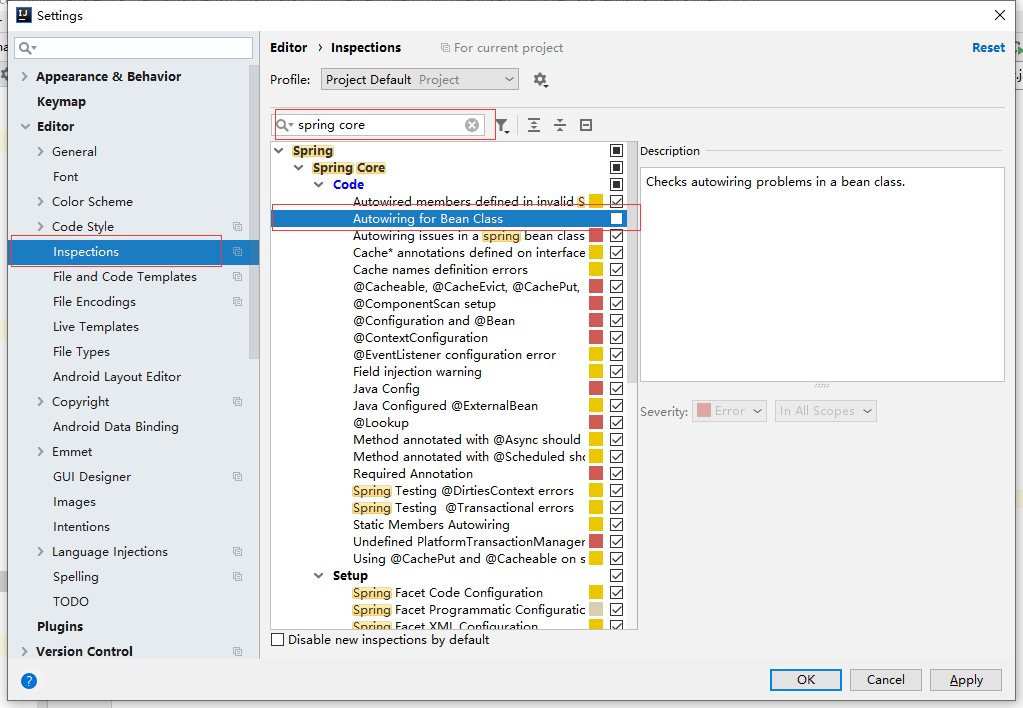 Settings
Appearance & Behavior
Keymap
Editor
General
Font
Color Scheme
Code Style
Inspections
File and Code Templates
File Encodings
Live Templates
File Types
Android Layout Editor
Copyright
Android Data Binding
Emmet
GUI Designer
Images
Intentions
Language Injections
Spelling
TODO
Plugins
Version Control
?
Editor › Inspections
For current project
Reset
Profile: Project Default Project
spring core
Spring
Spring Core
Code
Autowired members defined in invalid S
Autowiring for Bean Class
Autowiring issues in a spring bean class
Cache* annotations defined on interface
Cache names definition errors
@Cacheable, @CacheEvict, @CachePut,
@ComponentScan setup
@Configuration and @Bean
@ContextConfiguration
@EventListener configuration error
Field injection warning
Java Config
Java Configured @ExternalBean
@Lookup
Method annotated with @Async should
Method annotated with @Scheduled sho
Required Annotation
Spring Testing @DirtiesContext errors
Spring Testing @Transactional errors
Static Members Autowiring
Undefined PlatformTransactionManager
Using @CachePut and @Cacheable on s
Setup
Spring Facet Code Configuration
Spring Facet Programmatic Configuratio
Spring Facet XML Configuration
Disable new inspections by default
Description
Checks autowiring problems in a bean class.
Severity: Error In All Scopes
OK Cancel Apply